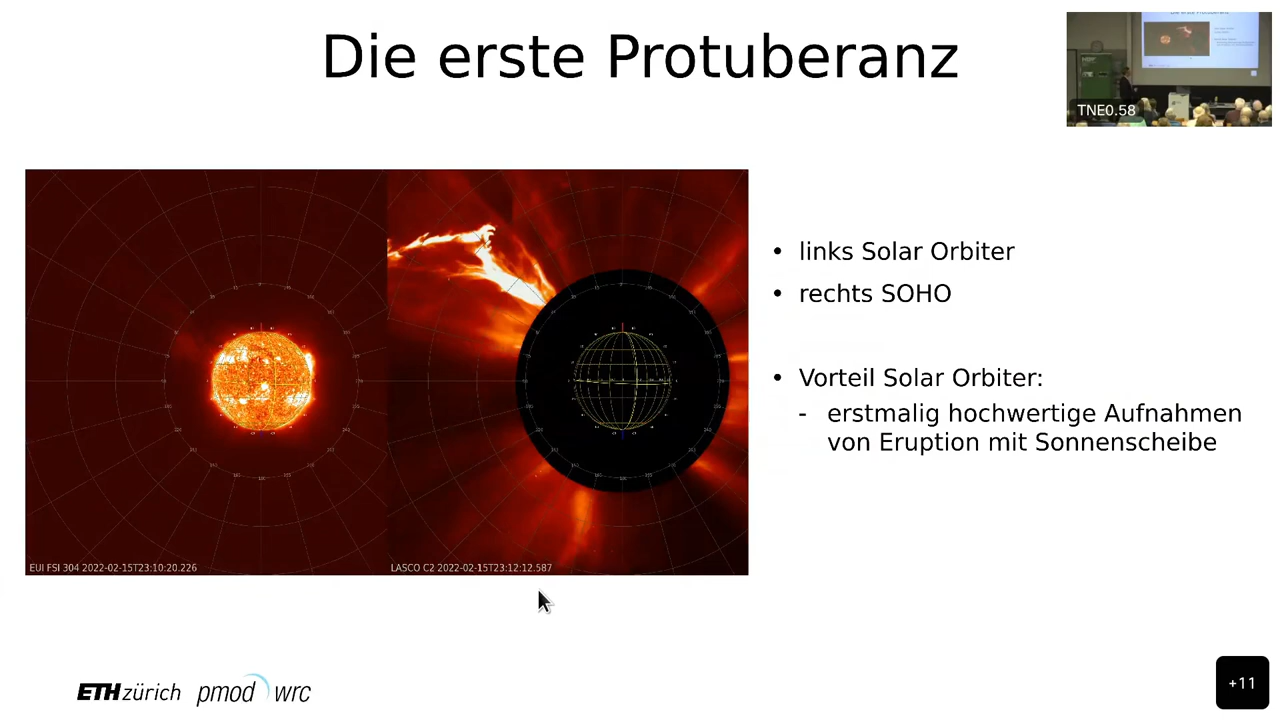 Die erste Protuberanz
TNE0.58
links Solar Orbiter
rechts SOHO
Vorteil Solar Orbiter:
- erstmalig hochwertige Aufnahmen
von Eruption mit Sonnenscheibe
EUI FSI 304 2022-02-15T23:10:20.226
LASCO C2 2022-02-15T23:12:12.587
ETH zürich pmod wrc
+11